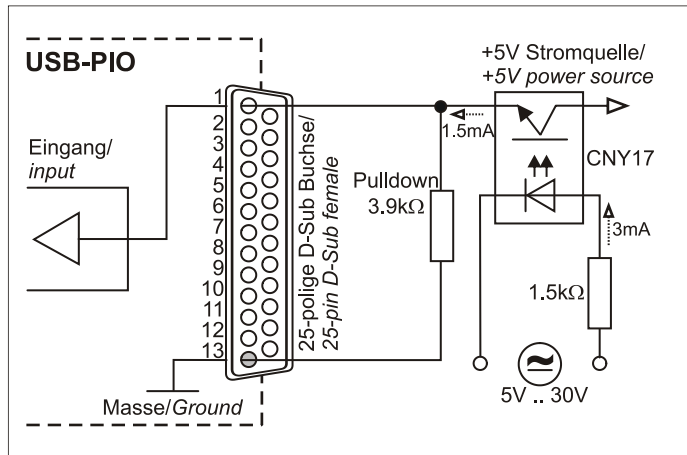 USB-PIO
Eingang/
input
1
2
3
4
5
6
7
8
9
10
11
12
13
Masse/Ground
25-polige D-Sub Buchse/
25-pin D-Sub female
Pulldown
3.9kΩ
+5V Stromquelle/
+5V power source
1.5mA
CNY17
3mA
1.5kΩ
5V .. 30V